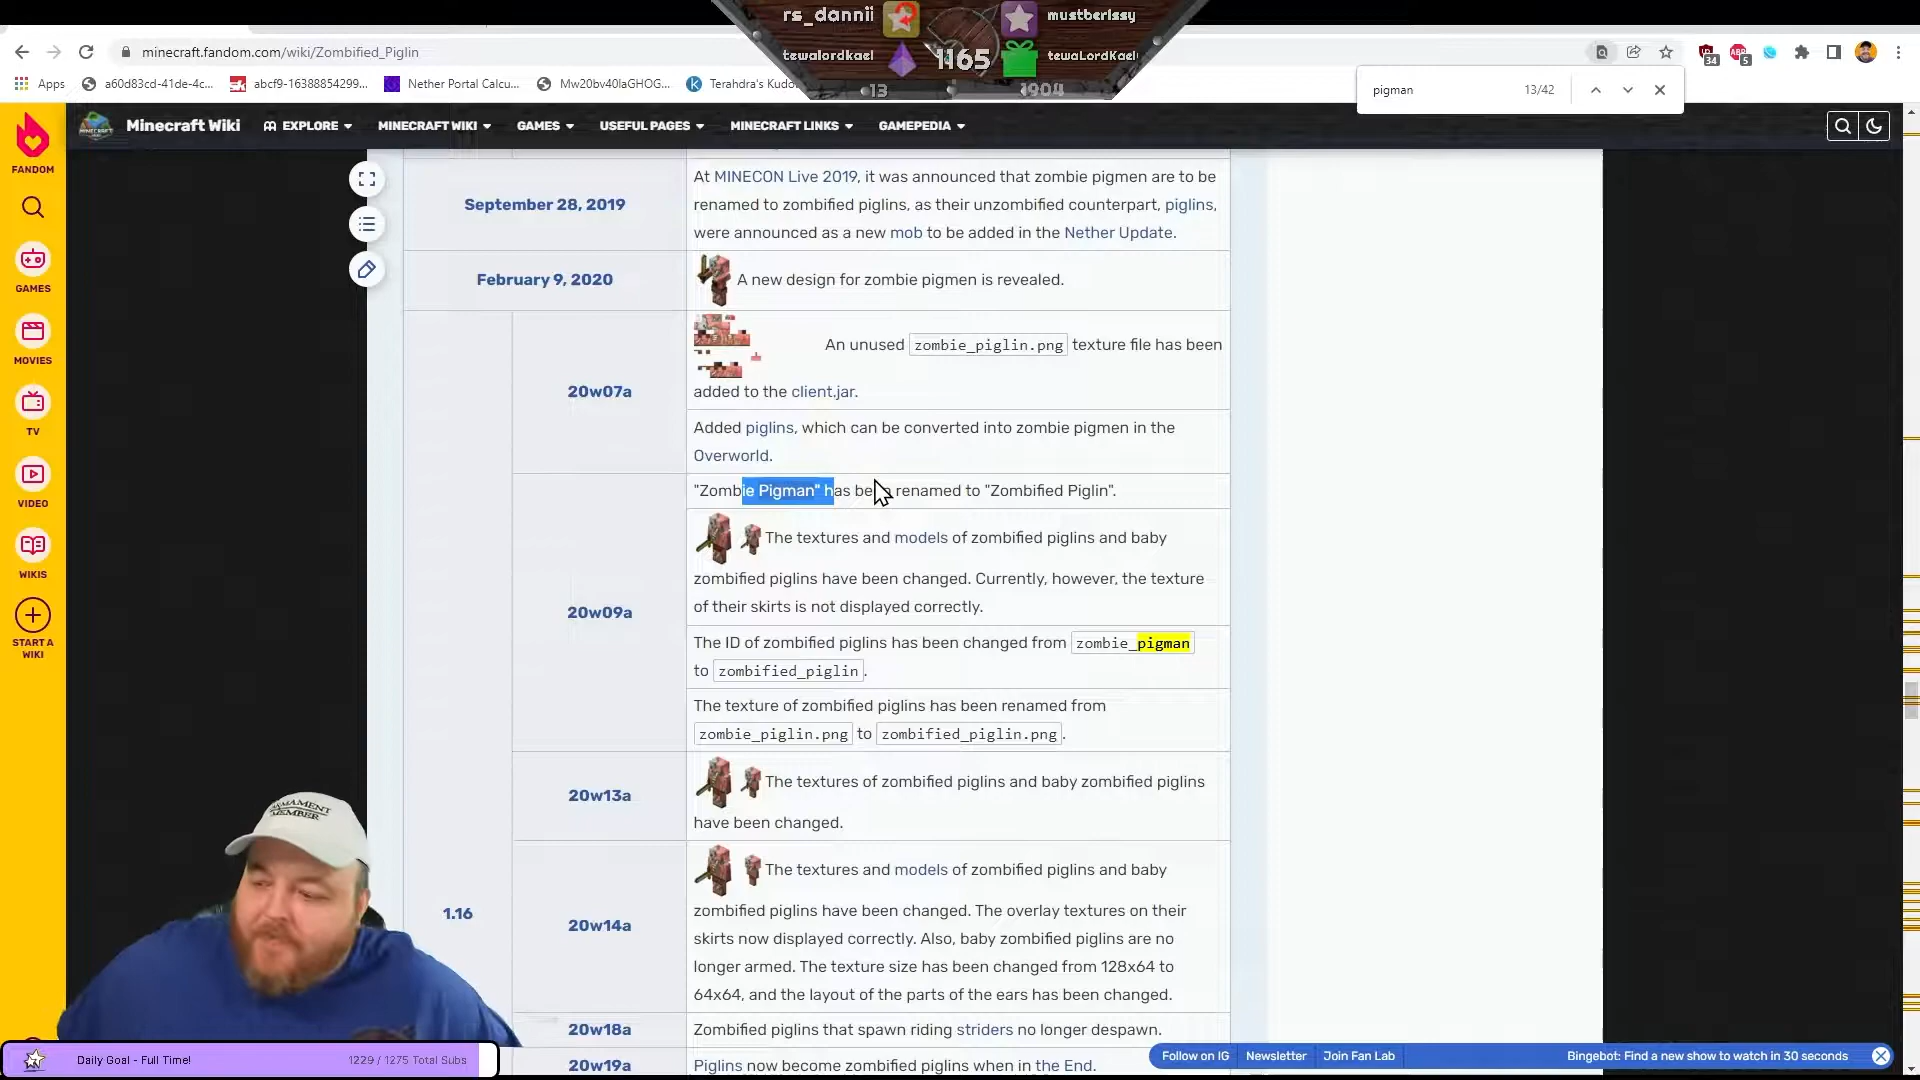 rs_dannii
mustberissy
tewalordkael
1165
tewaLordKael
13
904
minecraft.fandom.com/wiki/Zombified_Piglin
34
ABP
5
Apps
a60d83cd-41de-4c...
abcf9-16388854299...
Nether Portal Calcu...
Mw20bv40laGHOG...
Terahdra's Kudo
pigman
13/42
Minecraft Wiki
EXPLORE
MINECRAFT WIKI
GAMES
USEFUL PAGES
MINECRAFT LINKS
GAMEPEDIA
FANDOM
GAMES
MOVIES
TV
VIDEO
WIKIS
START A
WIKI
September 28, 2019
At MINECON Live 2019, it was announced that zombie pigmen are to be
renamed to zombified piglins, as their unzombified counterpart, piglins,
were announced as a new mob to be added in the Nether Update.
February 9, 2020
A new design for zombie pigmen is revealed.
1.16
20w07a
An unused zombie_piglin.png texture file has been
added to the client.jar.
Added piglins, which can be converted into zombie pigmen in the
Overworld.
20w09a
"Zombie Pigman" has been renamed to "Zombified Piglin".
The textures and models of zombified piglins and baby
zombified piglins have been changed. Currently, however, the texture
of their skirts is not displayed correctly.
The ID of zombified piglins has been changed from zombie_pigman
to zombified_piglin.
The texture of zombified piglins has been renamed from
zombie_piglin.png to zombified_piglin.png.
20w13a
The textures of zombified piglins and baby zombified piglins
have been changed.
20w14a
The textures and models of zombified piglins and baby
zombified piglins have been changed. The overlay textures on their
skirts now displayed correctly. Also, baby zombified piglins are no
longer armed. The texture size has been changed from 128x64 to
64x64, and the layout of the parts of the ears has been changed.
20w18a
Zombified piglins that spawn riding striders no longer despawn.
20w19a
Piglins now become zombified piglins when in the End.
MEMBER
Daily Goal - Full Time!
1229 / 1275 Total Subs
Follow on IG
Newsletter
Join Fan Lab
Bingebot: Find a new show to watch in 30 seconds